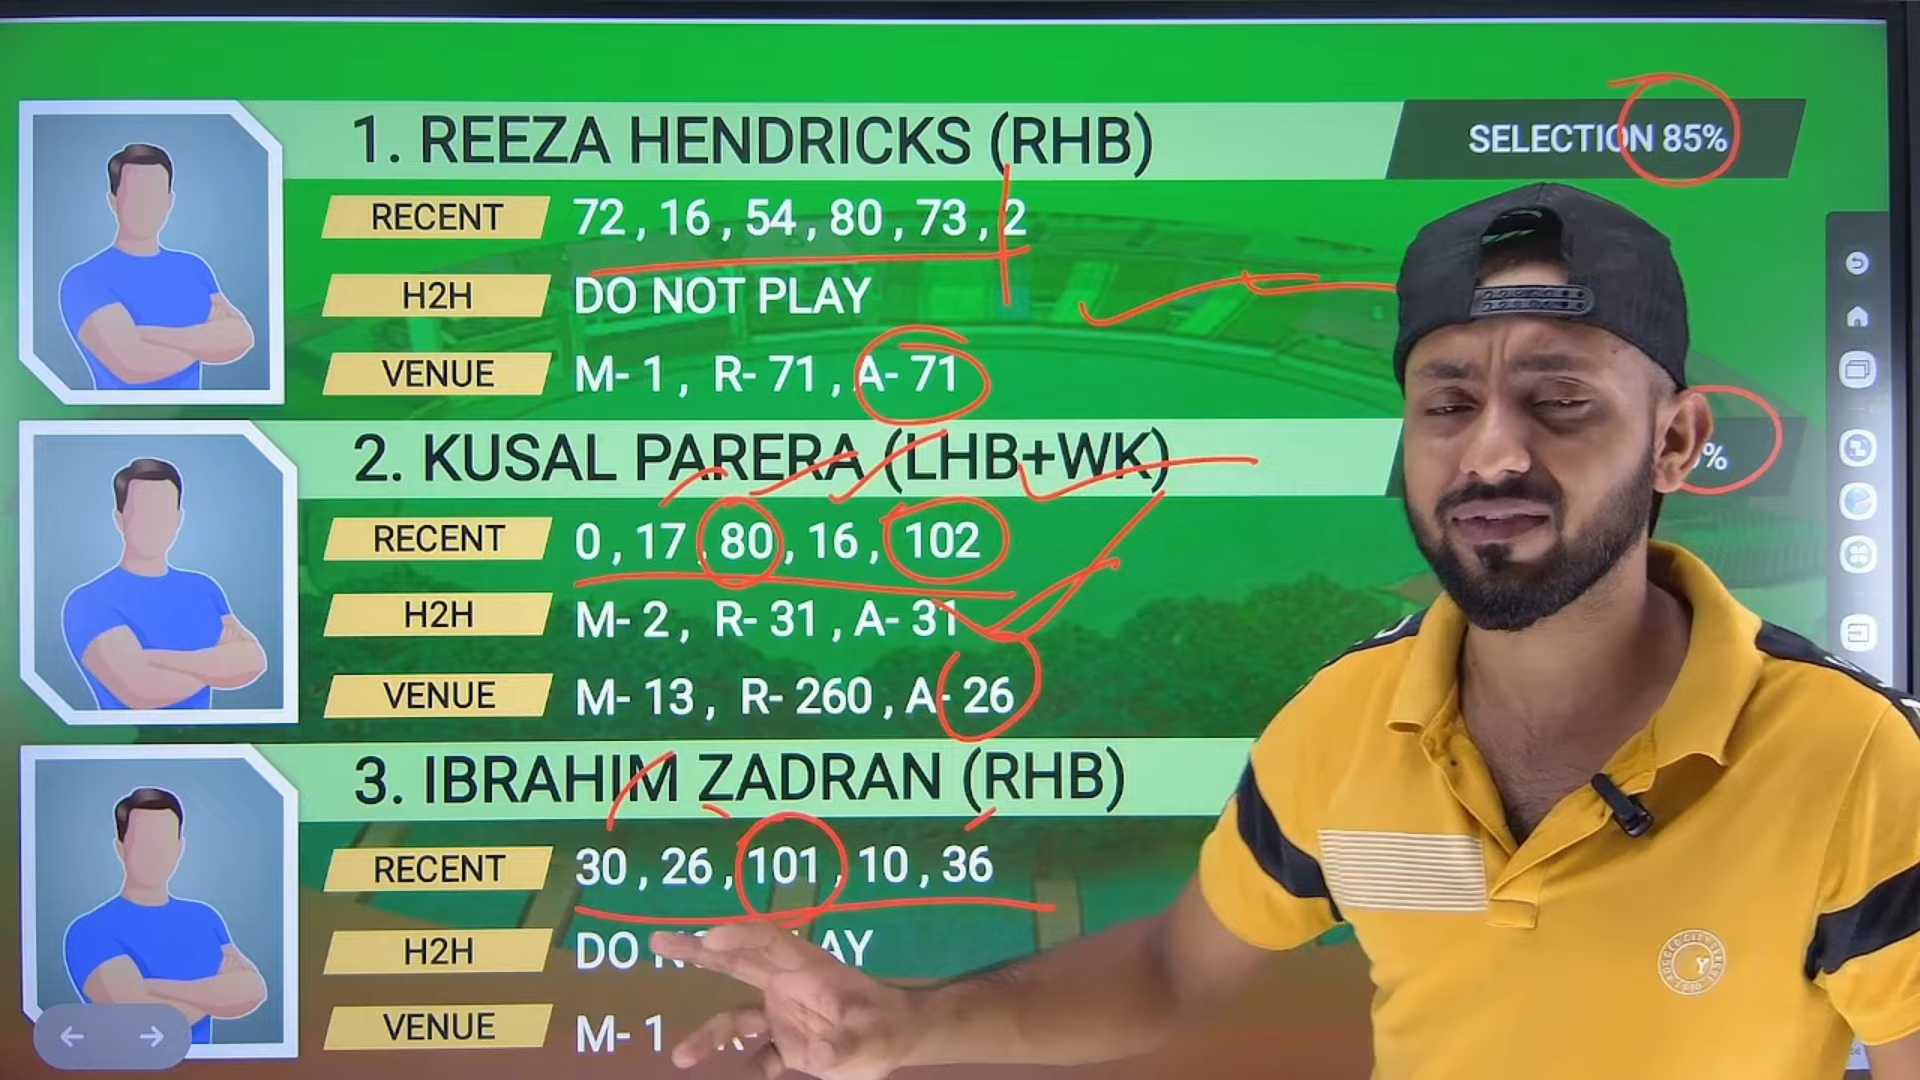 1. REEZA HENDRICKS (RHB)
SELECTION 85%
RECENT 72, 16, 54, 80, 73, 2
H2H DO NOT PLAY
VENUE M- 1, R- 71, A- 71
2. KUSAL PARERA (LHB+WK)
%
RECENT 0, 17, 80, 16, 102
H2H M- 2, R- 31, A- 31
VENUE M- 13, R- 260, A- 26
3. IBRAHIM ZADRAN (RHB)
RECENT 30, 26, 101, 10, 36
H2H DO AY
VENUE M- 1
Y